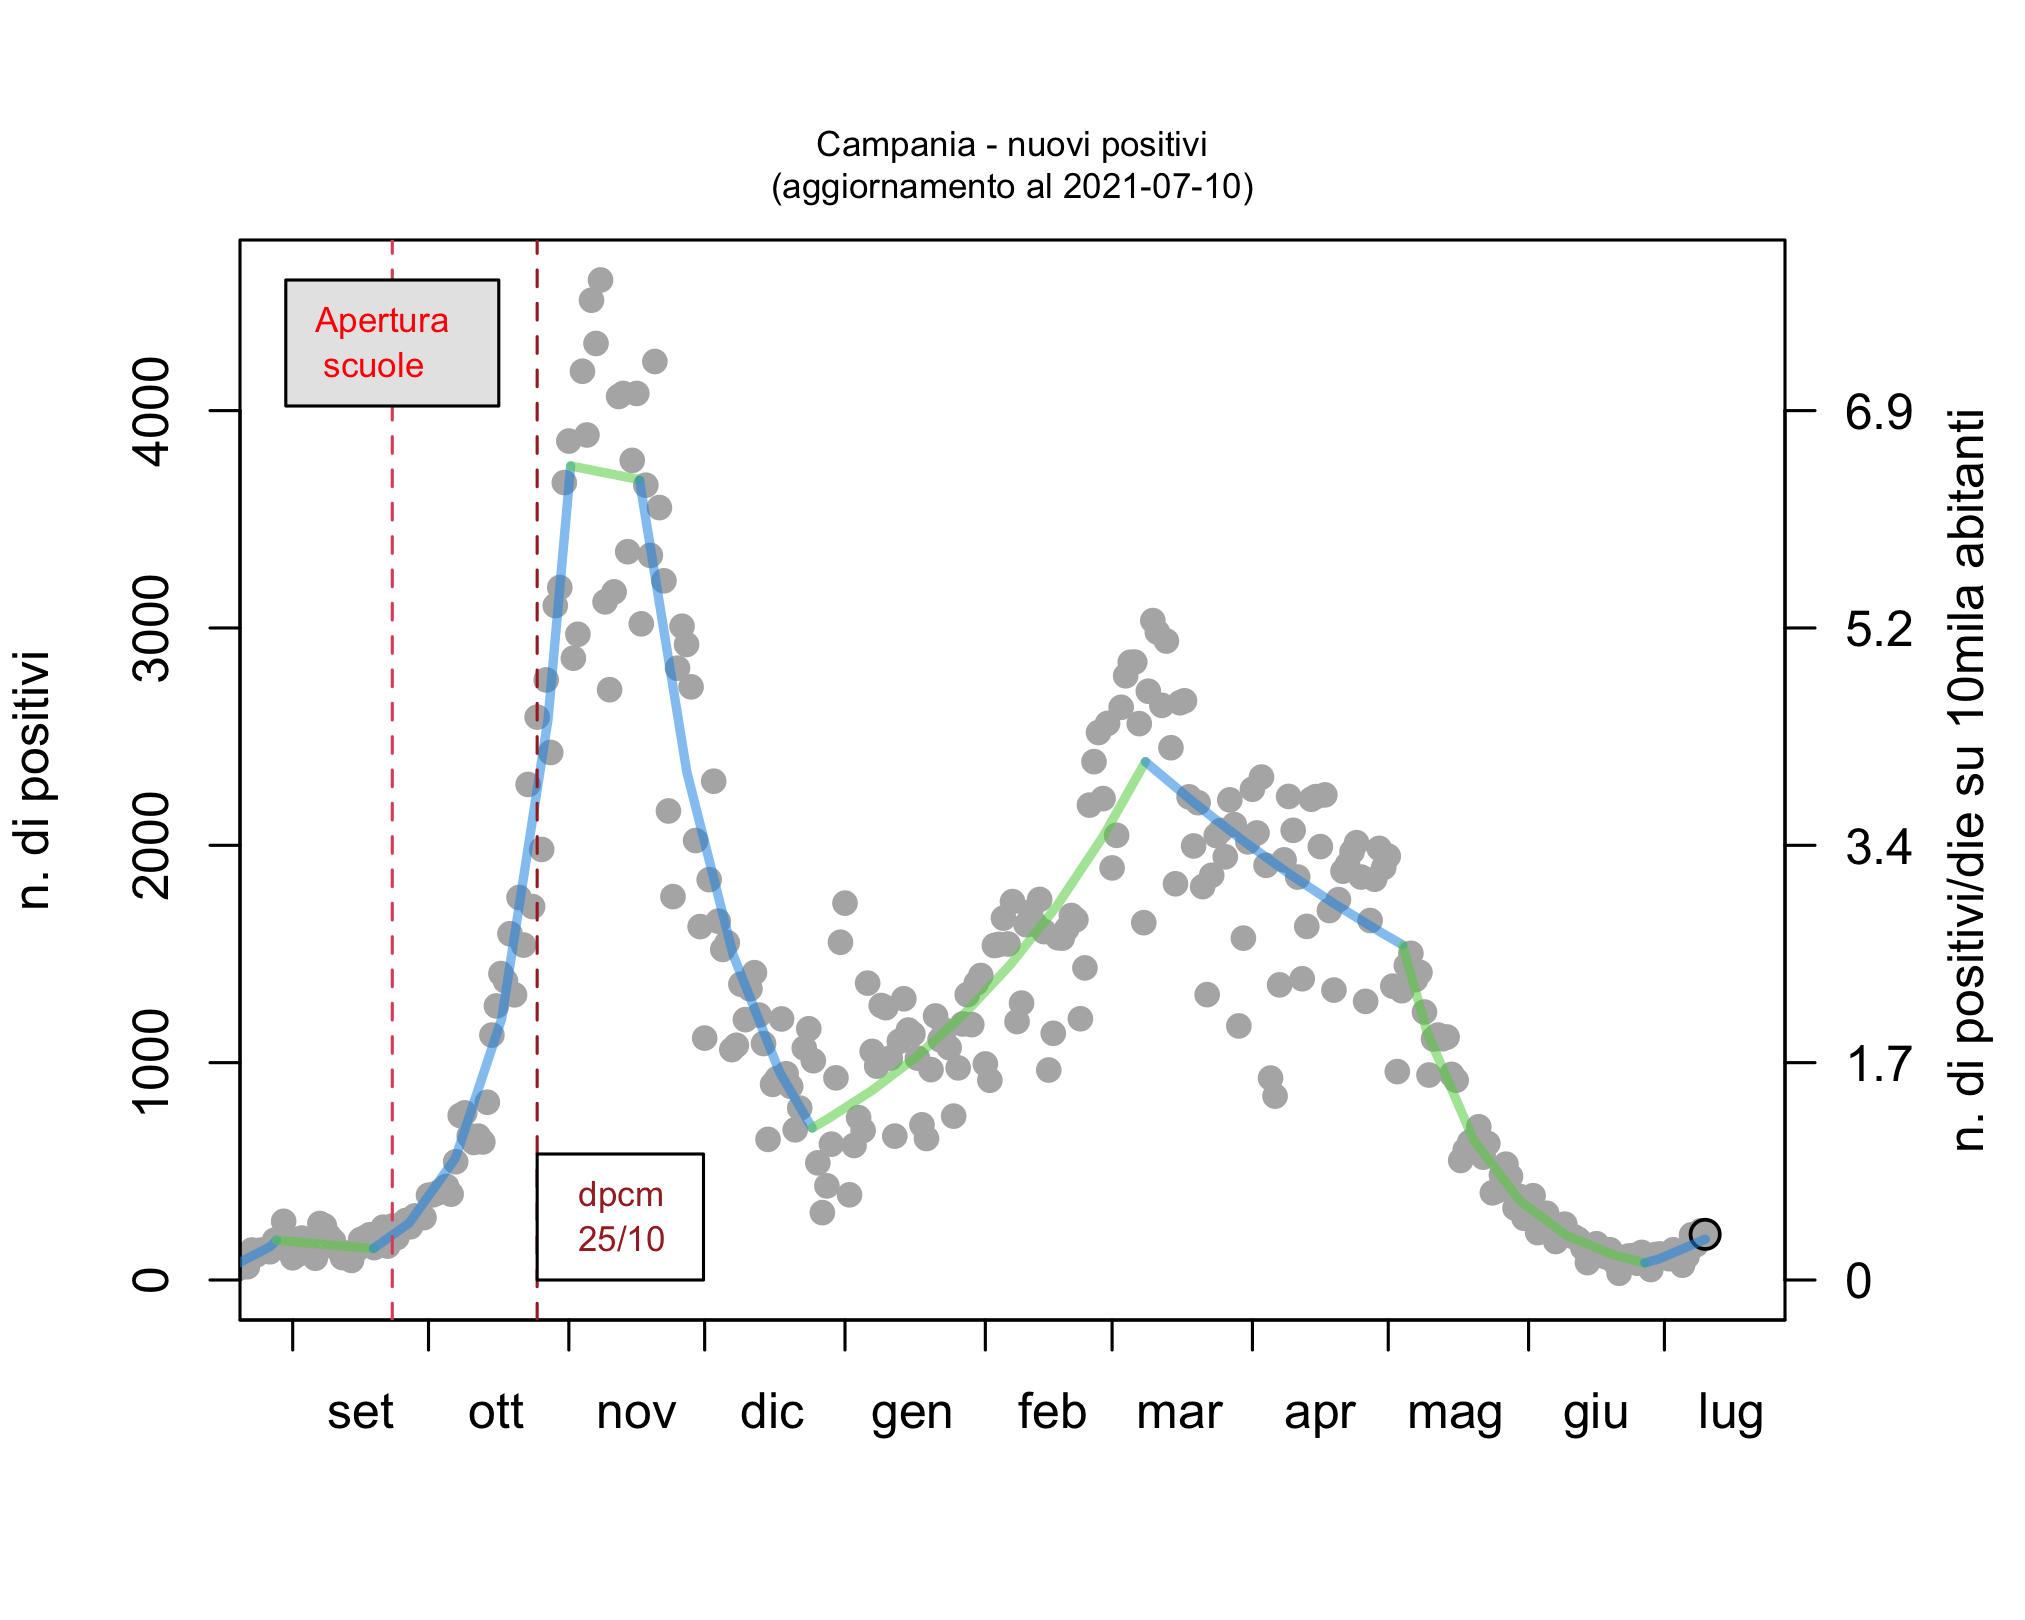 Campania - nuovi positivi
(aggiornamento al 2021-07-10)
Apertura
scuole
dpcm
25/10
n. di positivi
4000
3000
2000
1000
0
6.9
5.2
3.4
1.7
0
n. di positivi/die su 10mila abitanti
set ott nov dic gen feb mar apr mag giu lug